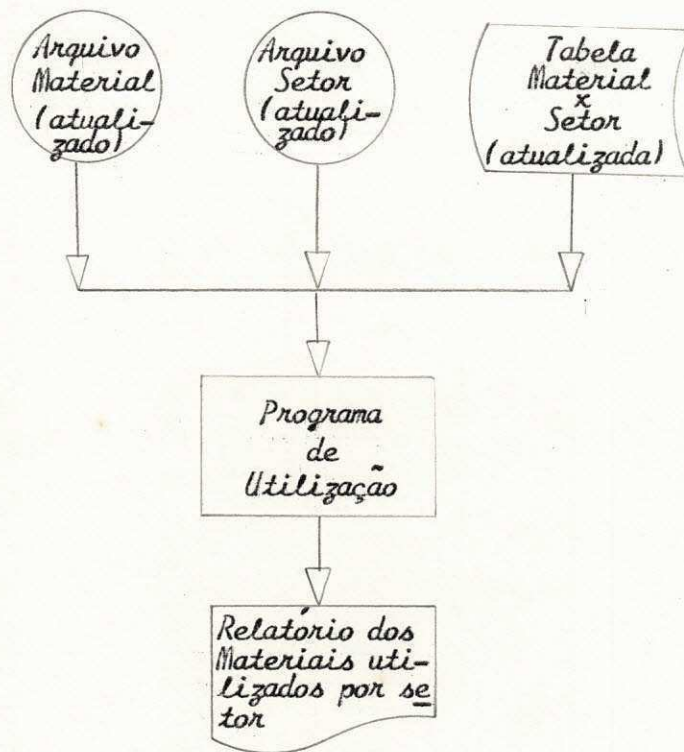 Arquivo
Material
(atuali-
zado)
Arquivo
Setor
(atuali-
zado)
Tabela
Material
x
Setor
(atualizada)
Programa
de
Utilização
Relatório dos
Materiais uti-
lizados por se
tor